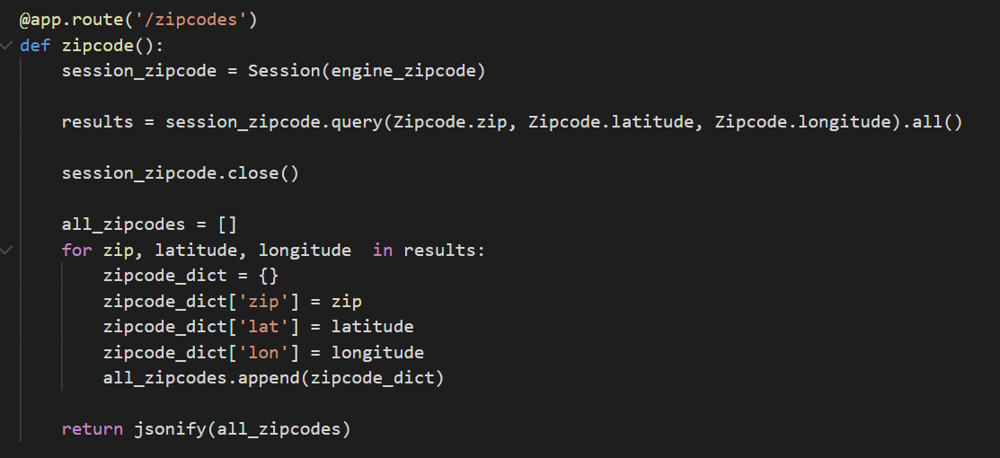 @app.route('/zipcodes')
def zipcode():
    session_zipcode = Session(engine_zipcode)

    results = session_zipcode.query(Zipcode.zip, Zipcode.latitude, Zipcode.longitude).all()

    session_zipcode.close()

    all_zipcodes = []
    for zip, latitude, longitude  in results:
        zipcode_dict = {}
        zipcode_dict['zip'] = zip
        zipcode_dict['lat'] = latitude
        zipcode_dict['lon'] = longitude
        all_zipcodes.append(zipcode_dict)

    return jsonify(all_zipcodes)